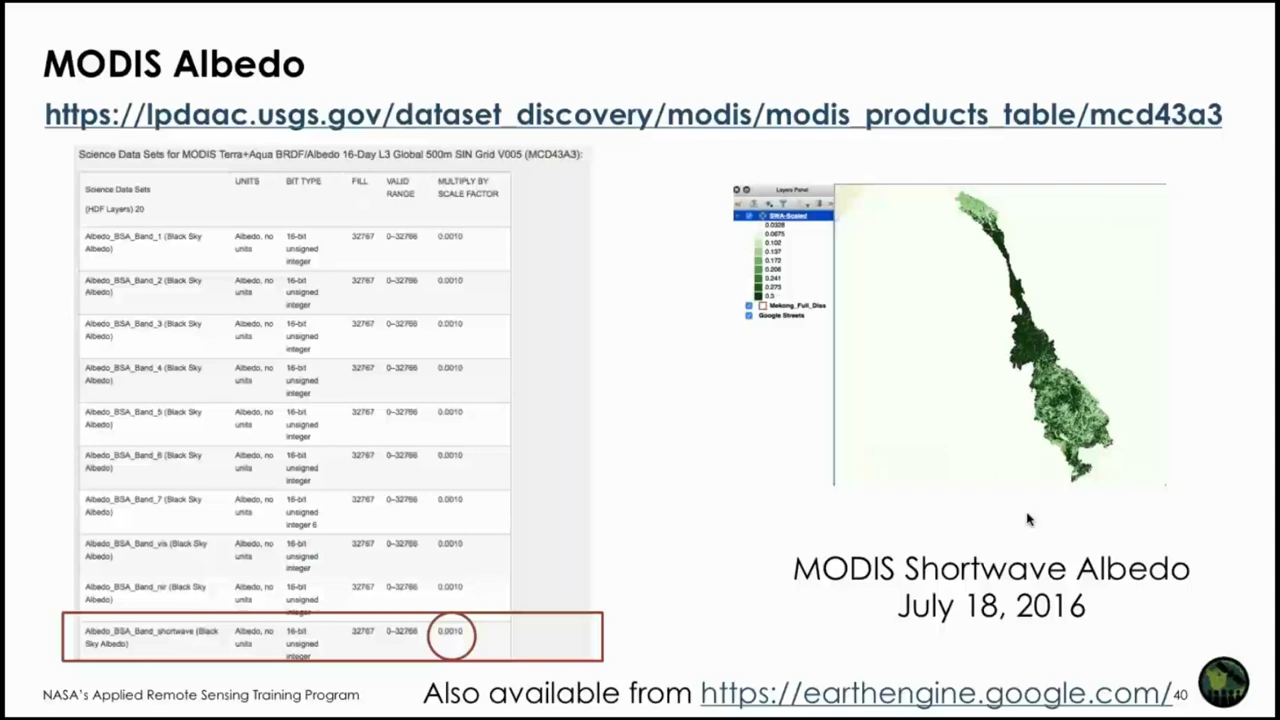 MODIS Albedo
https://lpdaac.usgs.gov/dataset_discovery/modis/modis_products_table/mcd43a3
Science Data Sets for MODIS Terra+Aqua BRDF/Albedo 16-Day L3 Global 500m SIN Grid V005 (MCD43A3):
Science Data Sets (HDF Layers) 20 UNITS BIT TYPE FILL VALID RANGE MULTIPLY BY SCALE FACTOR
Albedo_BSA_Band_1 (Black Sky Albedo) Albedo, no units 16-bit unsigned integer 32767 0–32766 0.0010
Albedo_BSA_Band_2 (Black Sky Albedo) Albedo, no units 16-bit unsigned integer 32767 0–32766 0.0010
Albedo_BSA_Band_3 (Black Sky Albedo) Albedo, no units 16-bit unsigned integer 32767 0–32766 0.0010
Albedo_BSA_Band_4 (Black Sky Albedo) Albedo, no units 16-bit unsigned integer 32767 0–32766 0.0010
Albedo_BSA_Band_5 (Black Sky Albedo) Albedo, no units 16-bit unsigned integer 32767 0–32766 0.0010
Albedo_BSA_Band_6 (Black Sky Albedo) Albedo, no units 16-bit unsigned integer 32767 0–32766 0.0010
Albedo_BSA_Band_7 (Black Sky Albedo) Albedo, no units 16-bit unsigned integer 6 32767 0–32766 0.0010
Albedo_BSA_Band_vis (Black Sky Albedo) Albedo, no units 16-bit unsigned integer 32767 0–32766 0.0010
Albedo_BSA_Band_nir (Black Sky Albedo) Albedo, no units 16-bit unsigned integer 32767 0–32766 0.0010
Albedo_BSA_Band_shortwave (Black Sky Albedo) Albedo, no units 16-bit unsigned integer 32767 0–32766 0.0010
Layers Panel
SWA-Scaled
0.0328
0.0675
0.102
0.137
0.172
0.206
0.241
0.275
0.3
Mekong_Full_Diss
Google Streets
MODIS Shortwave Albedo
July 18, 2016
NASA's Applied Remote Sensing Training Program
Also available from https://earthengine.google.com/
40